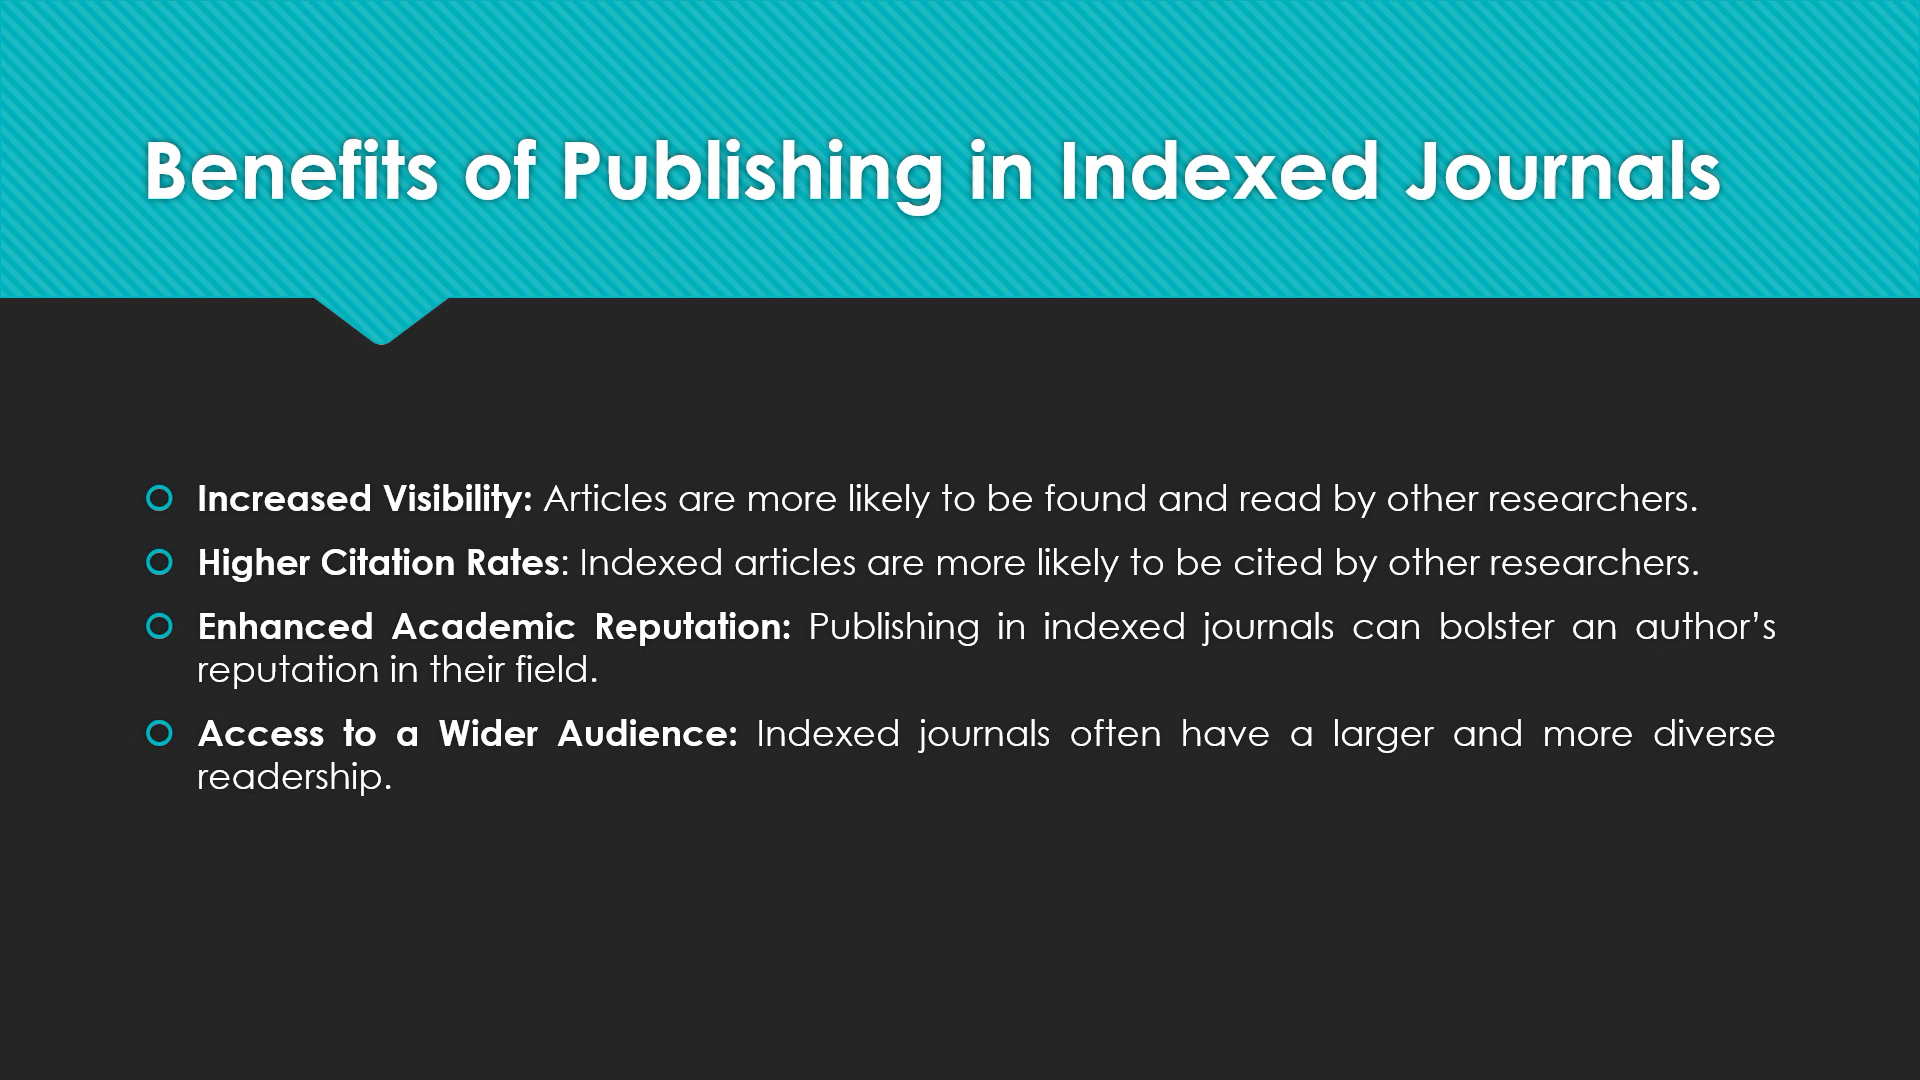 Benefits of Publishing in Indexed Journals
Increased Visibility: Articles are more likely to be found and read by other researchers.
Higher Citation Rates: Indexed articles are more likely to be cited by other researchers.
Enhanced Academic Reputation: Publishing in indexed journals can bolster an author’s
reputation in their field.
Access to a Wider Audience: Indexed journals often have a larger and more diverse
readership.